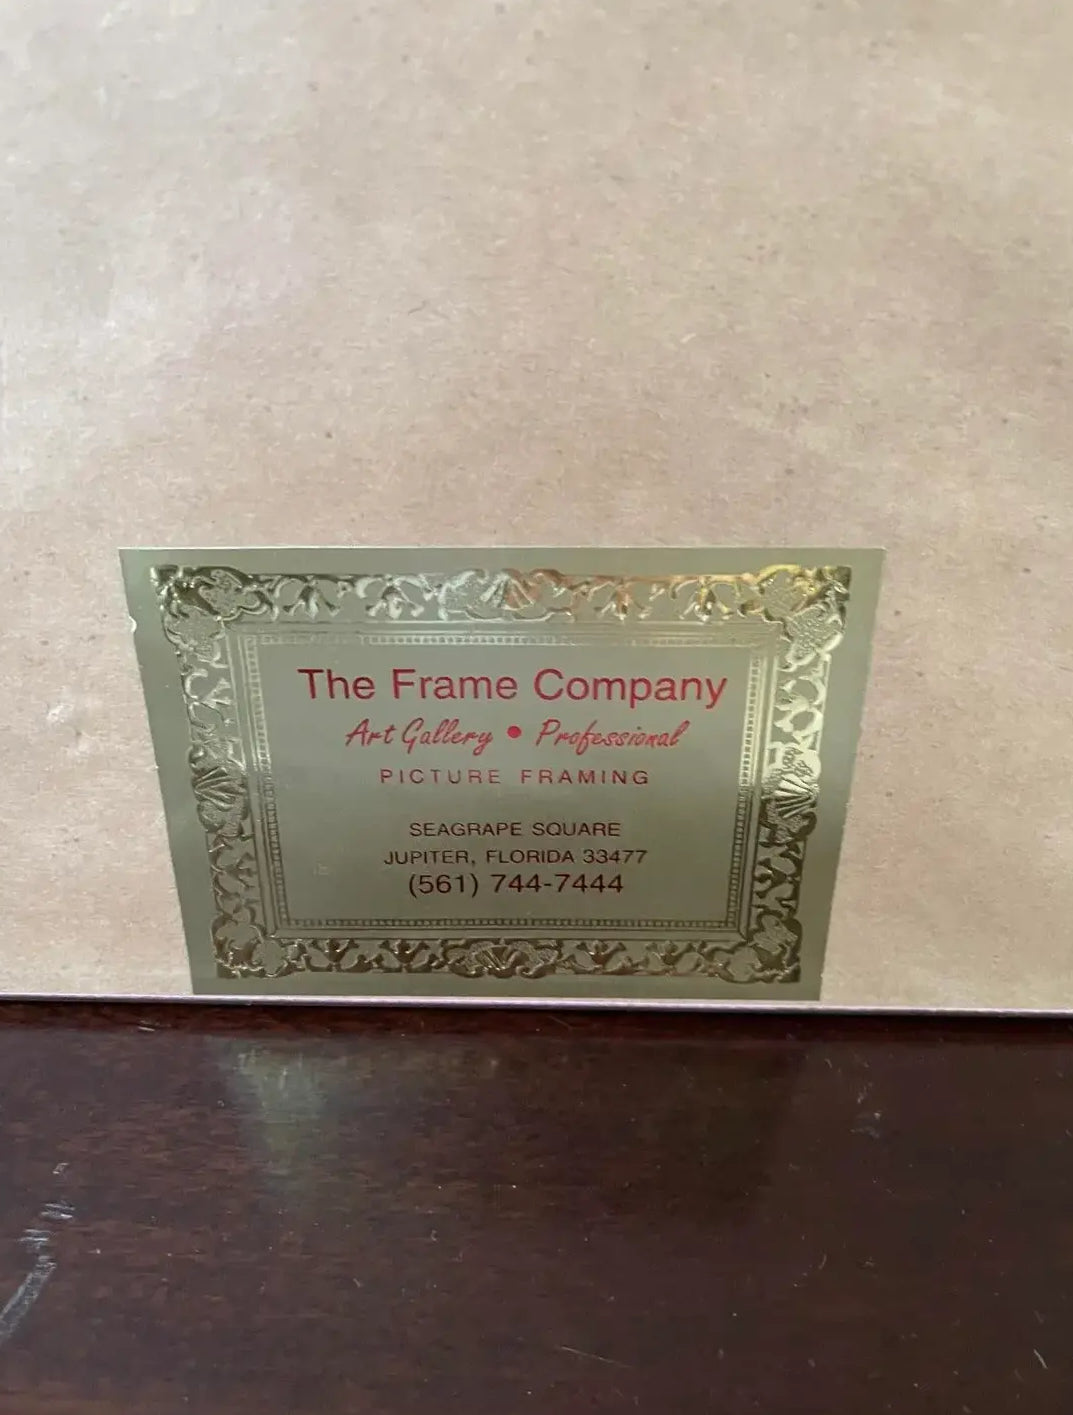 The Frame Company
Art Gallery • Professional
PICTURE FRAMING
SEAGRAPE SQUARE
JUPITER, FLORIDA 33477
(561) 744-7444